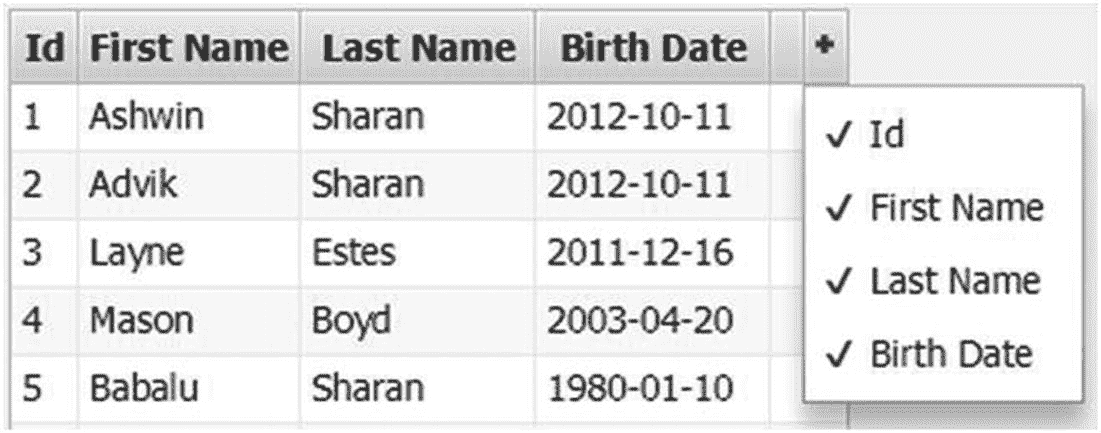 Id First Name Last Name Birth Date +
1 Ashwin Sharan 2012-10-11
✓ Id
2 Advik Sharan 2012-10-11
✓ First Name
3 Layne Estes 2011-12-16
✓ Last Name
4 Mason Boyd 2003-04-20
✓ Birth Date
5 Babalu Sharan 1980-01-10